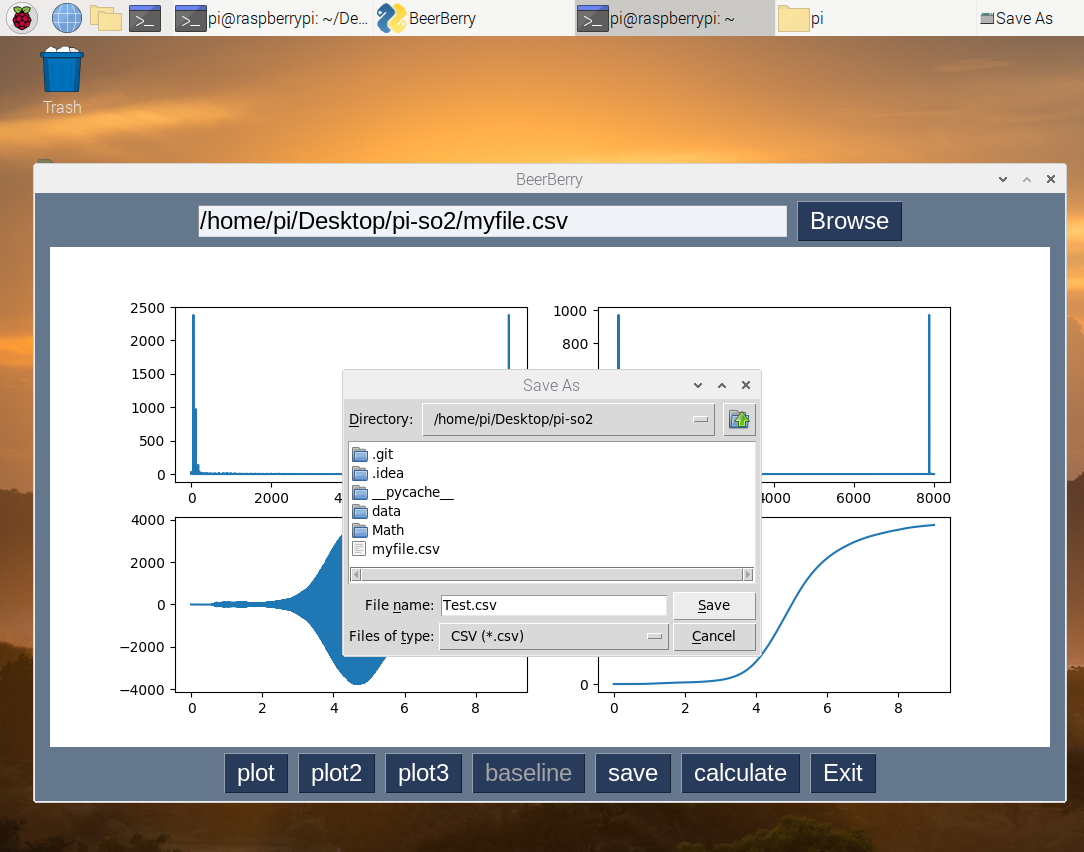 pi@raspberrypi: ~/De... BeerBerry pi@raspberrypi: ~ pi Save As
Trash
BeerBerry
/home/pi/Desktop/pi-so2/myfile.csv Browse
2500
2000
1500
1000
500
0
0 2000 4
1000
800
4000 6000 8000
Save As
Directory: /home/pi/Desktop/pi-so2
.git
.idea
__pycache__
data
Math
myfile.csv
File name: Test.csv Save
Files of type: CSV (*.csv) Cancel
4000
2000
0
−2000
−4000
0 2 4 6 8
0
0 2 4 6 8
plot plot2 plot3 baseline save calculate Exit